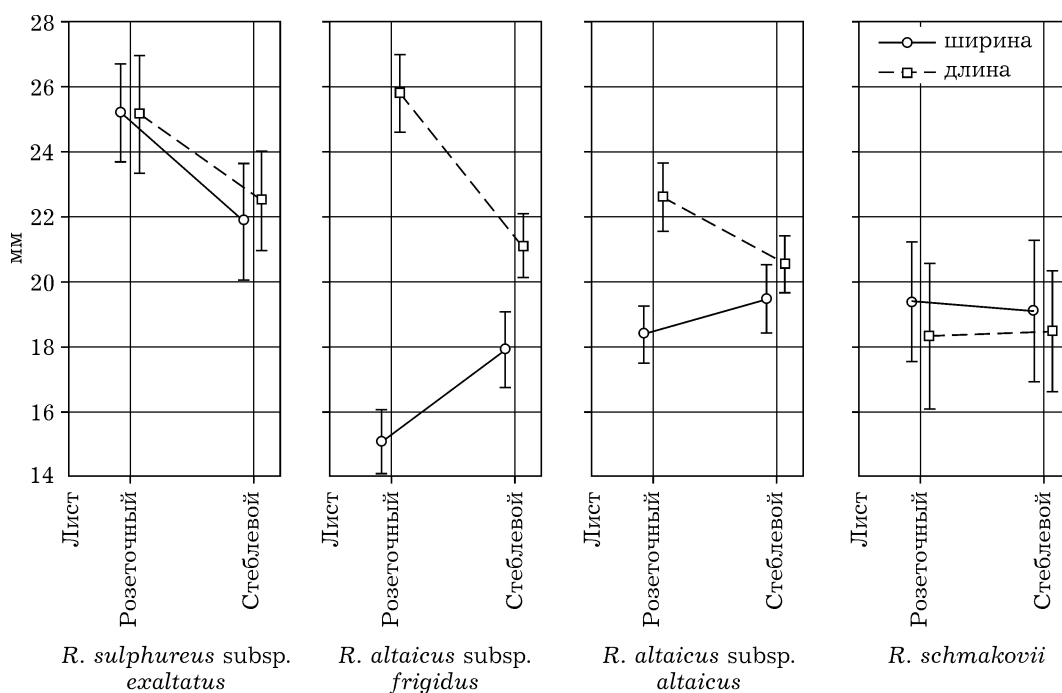 28
26
24
22
20
18
16
14
мм
ширина
длина
Лист
Розеточный
Стеблевой
Лист
Розеточный
Стеблевой
Лист
Розеточный
Стеблевой
Лист
Розеточный
Стеблевой
R. sulphureus subsp.
exaltatus
R. altaicus subsp.
frigidus
R. altaicus subsp.
altaicus
R. schmakovii